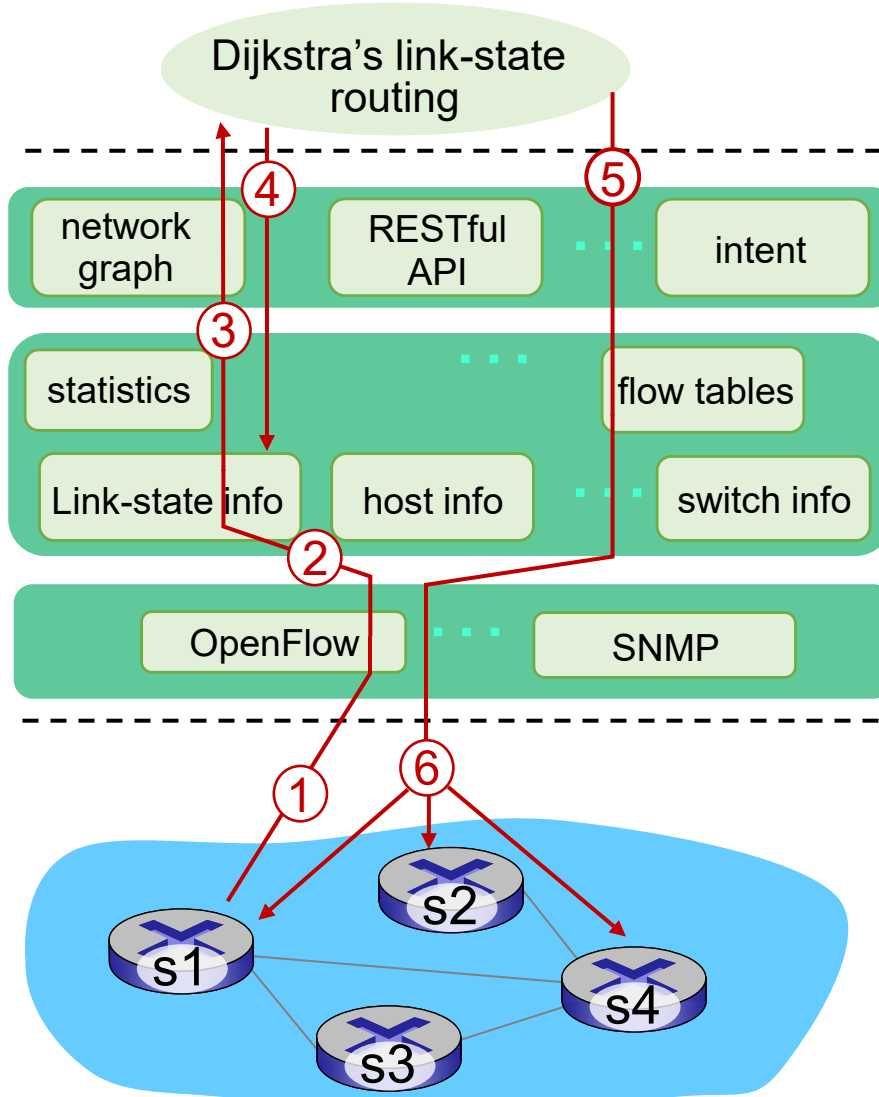 Dijkstra’s link-state
routing
4
5
network
graph
RESTful
API
intent
3
statistics
flow tables
Link-state info
host info
switch info
2
OpenFlow
SNMP
1
6
s2
s1
s4
s3